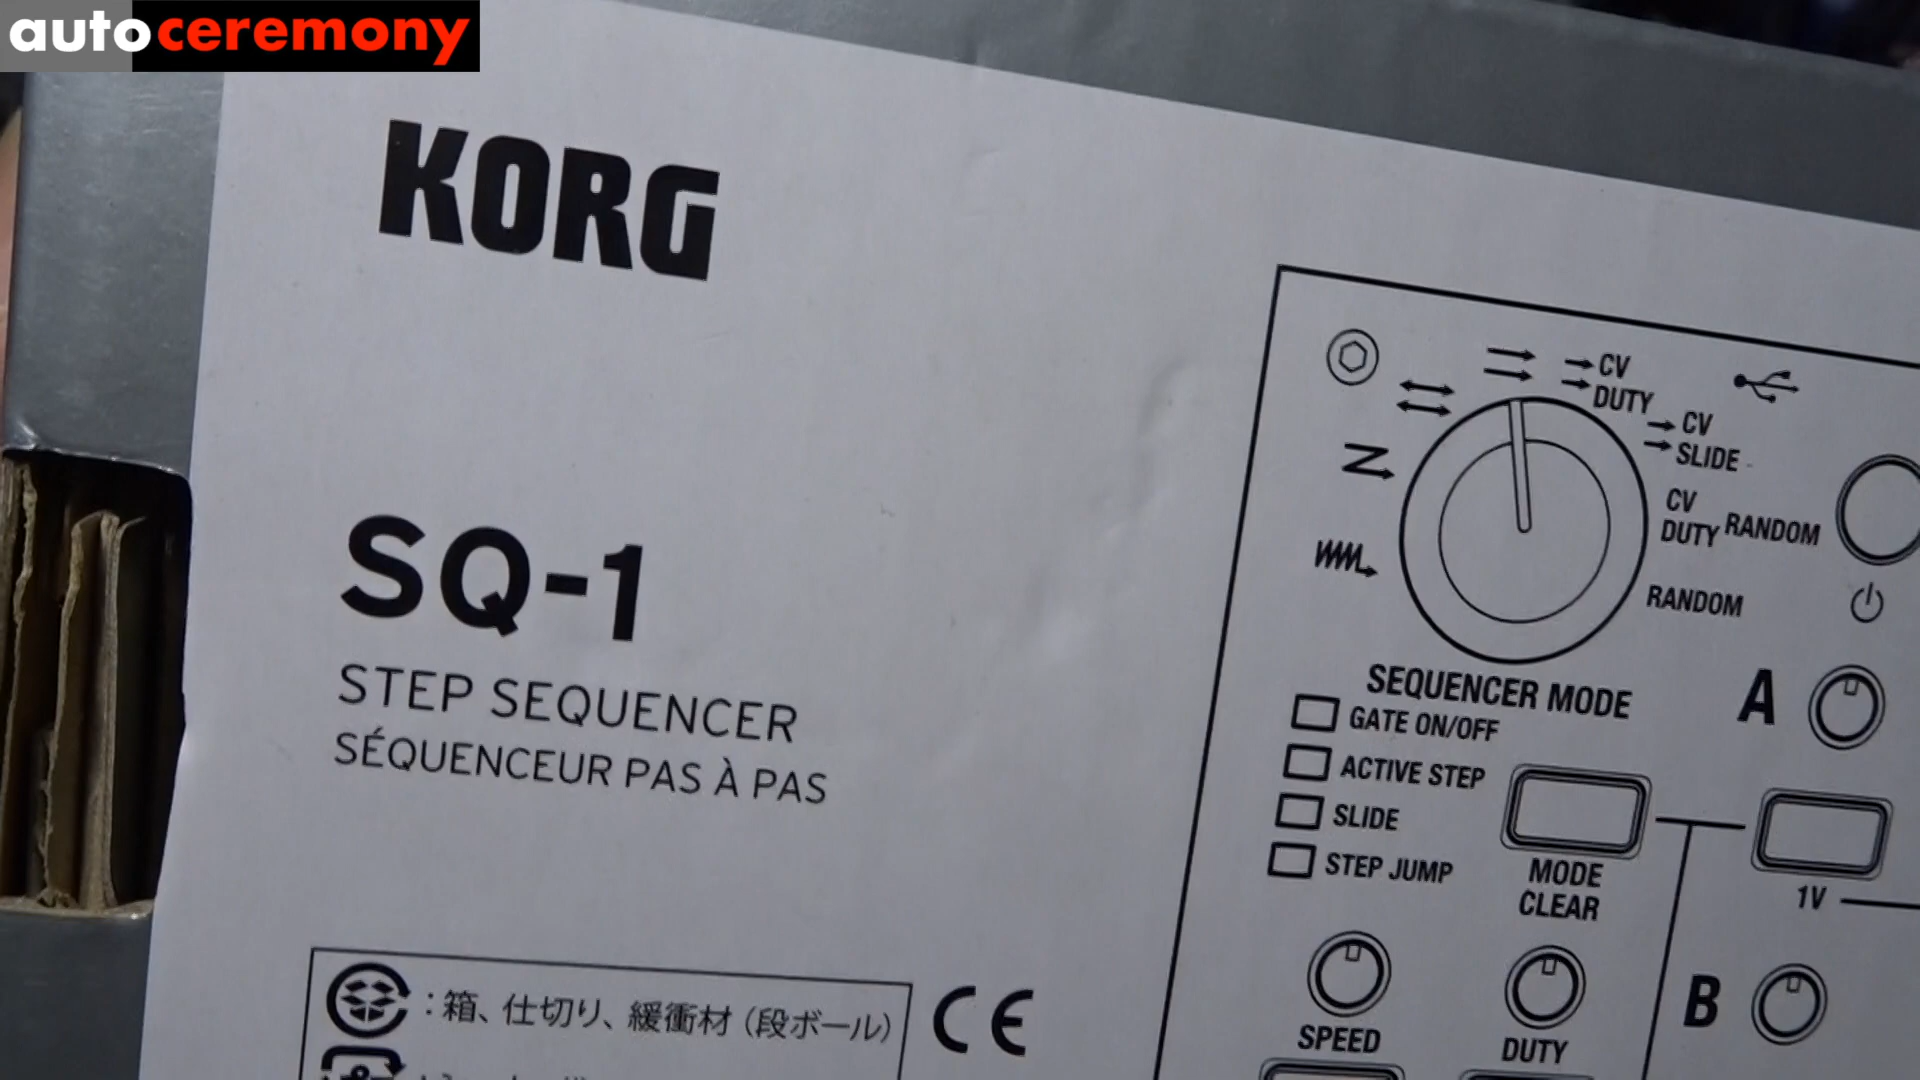 autoceremony
KORG
SQ-1
STEP SEQUENCER
SÉQUENCEUR PAS À PAS
:箱、仕切り、緩衝材(段ボール)
CE
CV
DUTY
CV
SLIDE
CV
DUTY RANDOM
RANDOM
SEQUENCER MODE
GATE ON/OFF
ACTIVE STEP
SLIDE
STEP JUMP
MODE
CLEAR
SPEED
DUTY
A
1V
B